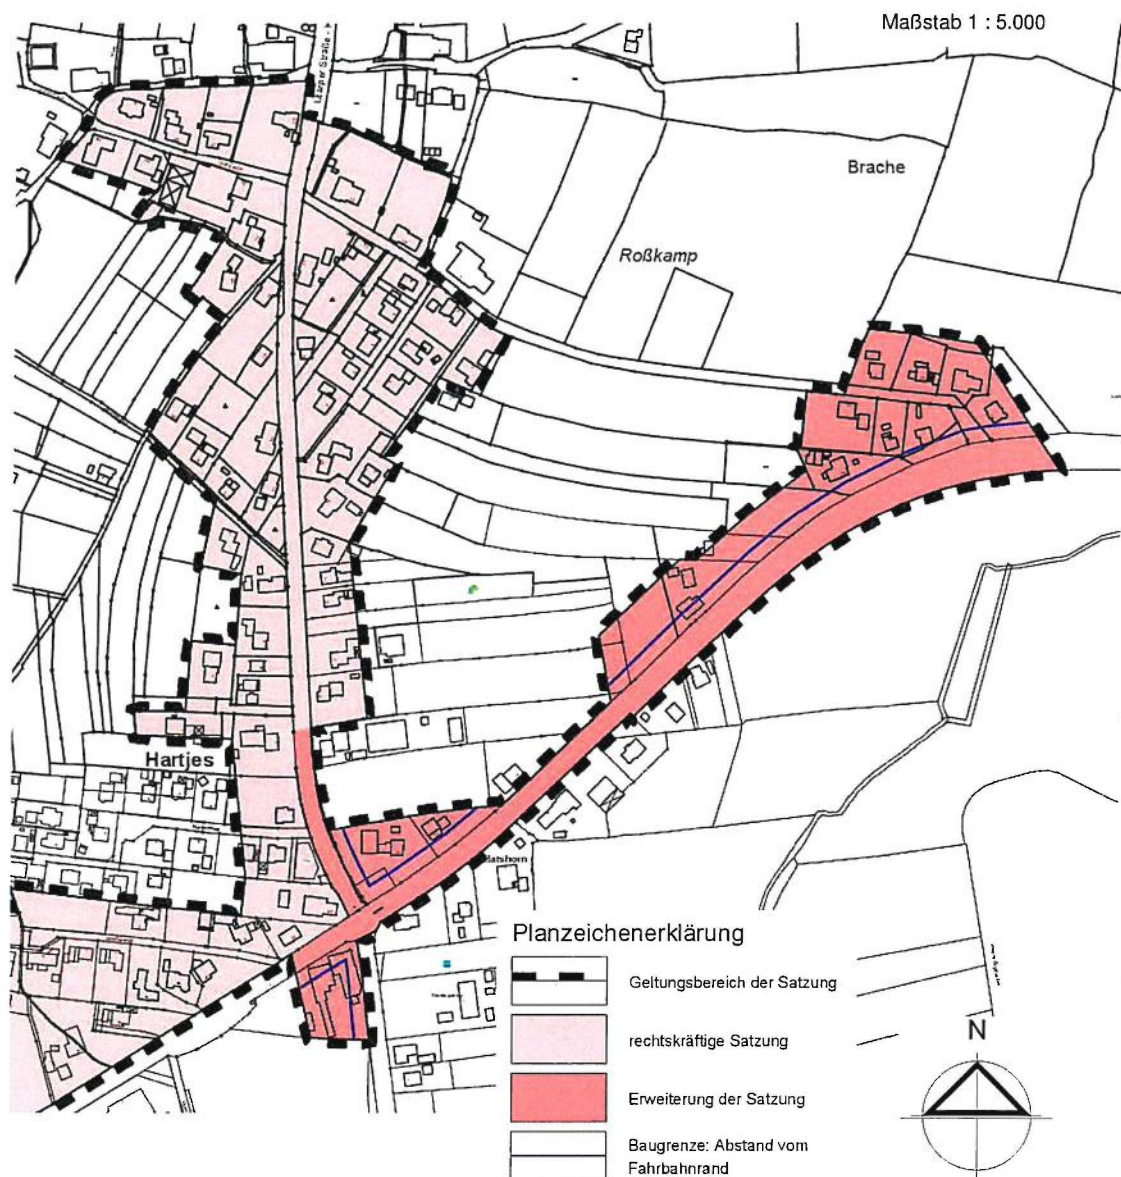 Maßstab 1 : 5.000
Brache
Roßkamp
Hartjes
Planzeichenerklärung
Geltungsbereich der Satzung
rechtskräftige Satzung
Erweiterung der Satzung
Baugrenze: Abstand vom
Fahrbahnrand
N